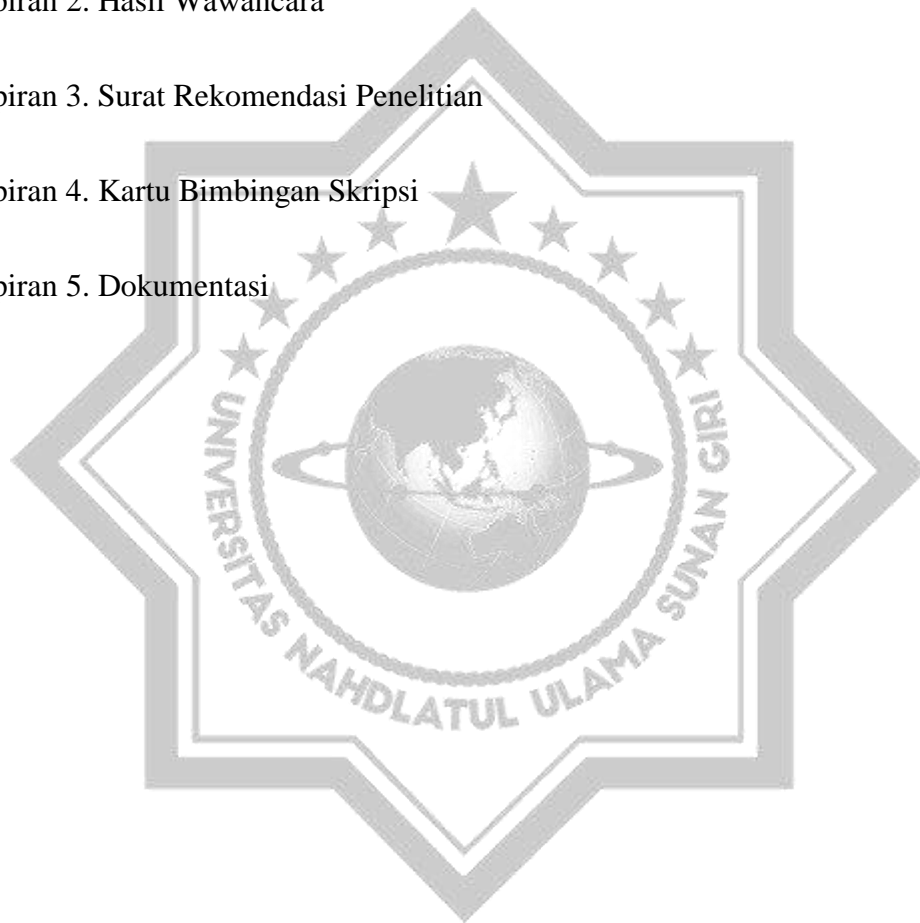 piran 2. Hasil Wawancara
piran 3. Surat Rekomendasi Penelitian
piran 4. Kartu Bimbingan Skripsi
piran 5. Dokumentasi
UNIVERSITAS NAHDLATUL ULAMA SUNAN GIRI